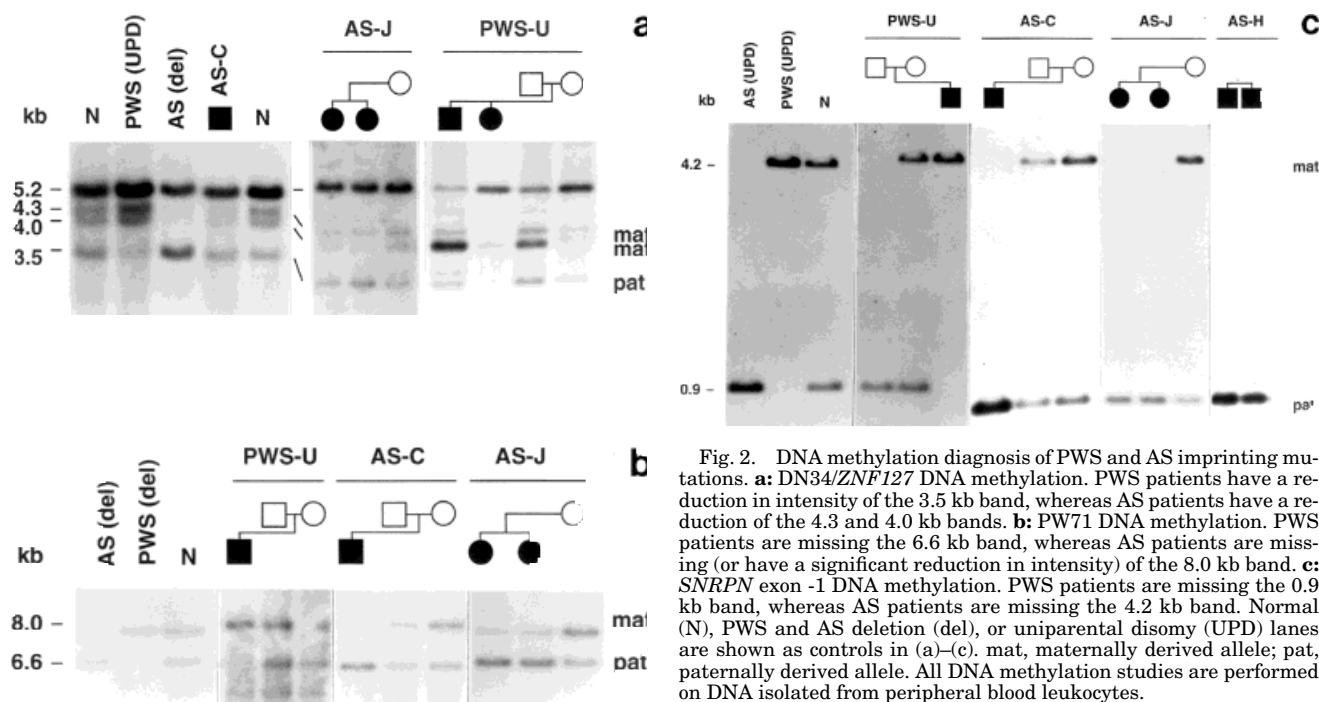 a
AS-J PWS-U
kb N PWS (UPD) AS (del) AS-C N
5.2
4.3
4.0
3.5
mat
mat
pat
b
PWS-U AS-C AS-J
kb AS (del) PWS (del) N
8.0 mat
6.6 pat
c
PWS-U AS-C AS-J AS-H
kb AS (UPD) PWS (UPD) N
4.2 mat
0.9 pat
Fig. 2. DNA methylation diagnosis of PWS and AS imprinting mu-
tations. a: DN34/ZNF127 DNA methylation. PWS patients have a re-
duction in intensity of the 3.5 kb band, whereas AS patients have a re-
duction of the 4.3 and 4.0 kb bands. b: PW71 DNA methylation. PWS
patients are missing the 6.6 kb band, whereas AS patients are miss-
ing (or have a significant reduction in intensity) of the 8.0 kb band. c:
SNRPN exon -1 DNA methylation. PWS patients are missing the 0.9
kb band, whereas AS patients are missing the 4.2 kb band. Normal
(N), PWS and AS deletion (del), or uniparental disomy (UPD) lanes
are shown as controls in (a)–(c). mat, maternally derived allele; pat,
paternally derived allele. All DNA methylation studies are performed
on DNA isolated from peripheral blood leukocytes.